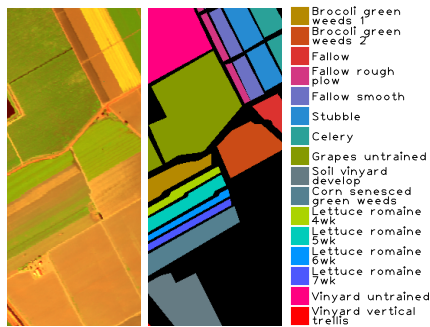 Brocoli green
weeds 1
Brocoli green
weeds 2
Fallow
Fallow rough
plow
Fallow smooth
Stubble
Celery
Grapes untrained
Soil vinyard
develop
Corn senesced
green weeds
Lettuce romaine
4wk
Lettuce romaine
5wk
Lettuce romaine
6wk
Lettuce romaine
7wk
Vinyard untrained
Vinyard vertical
trellis